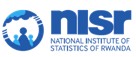 nisr
NATIONAL INSTITUTE OF
STATISTICS OF RWANDA